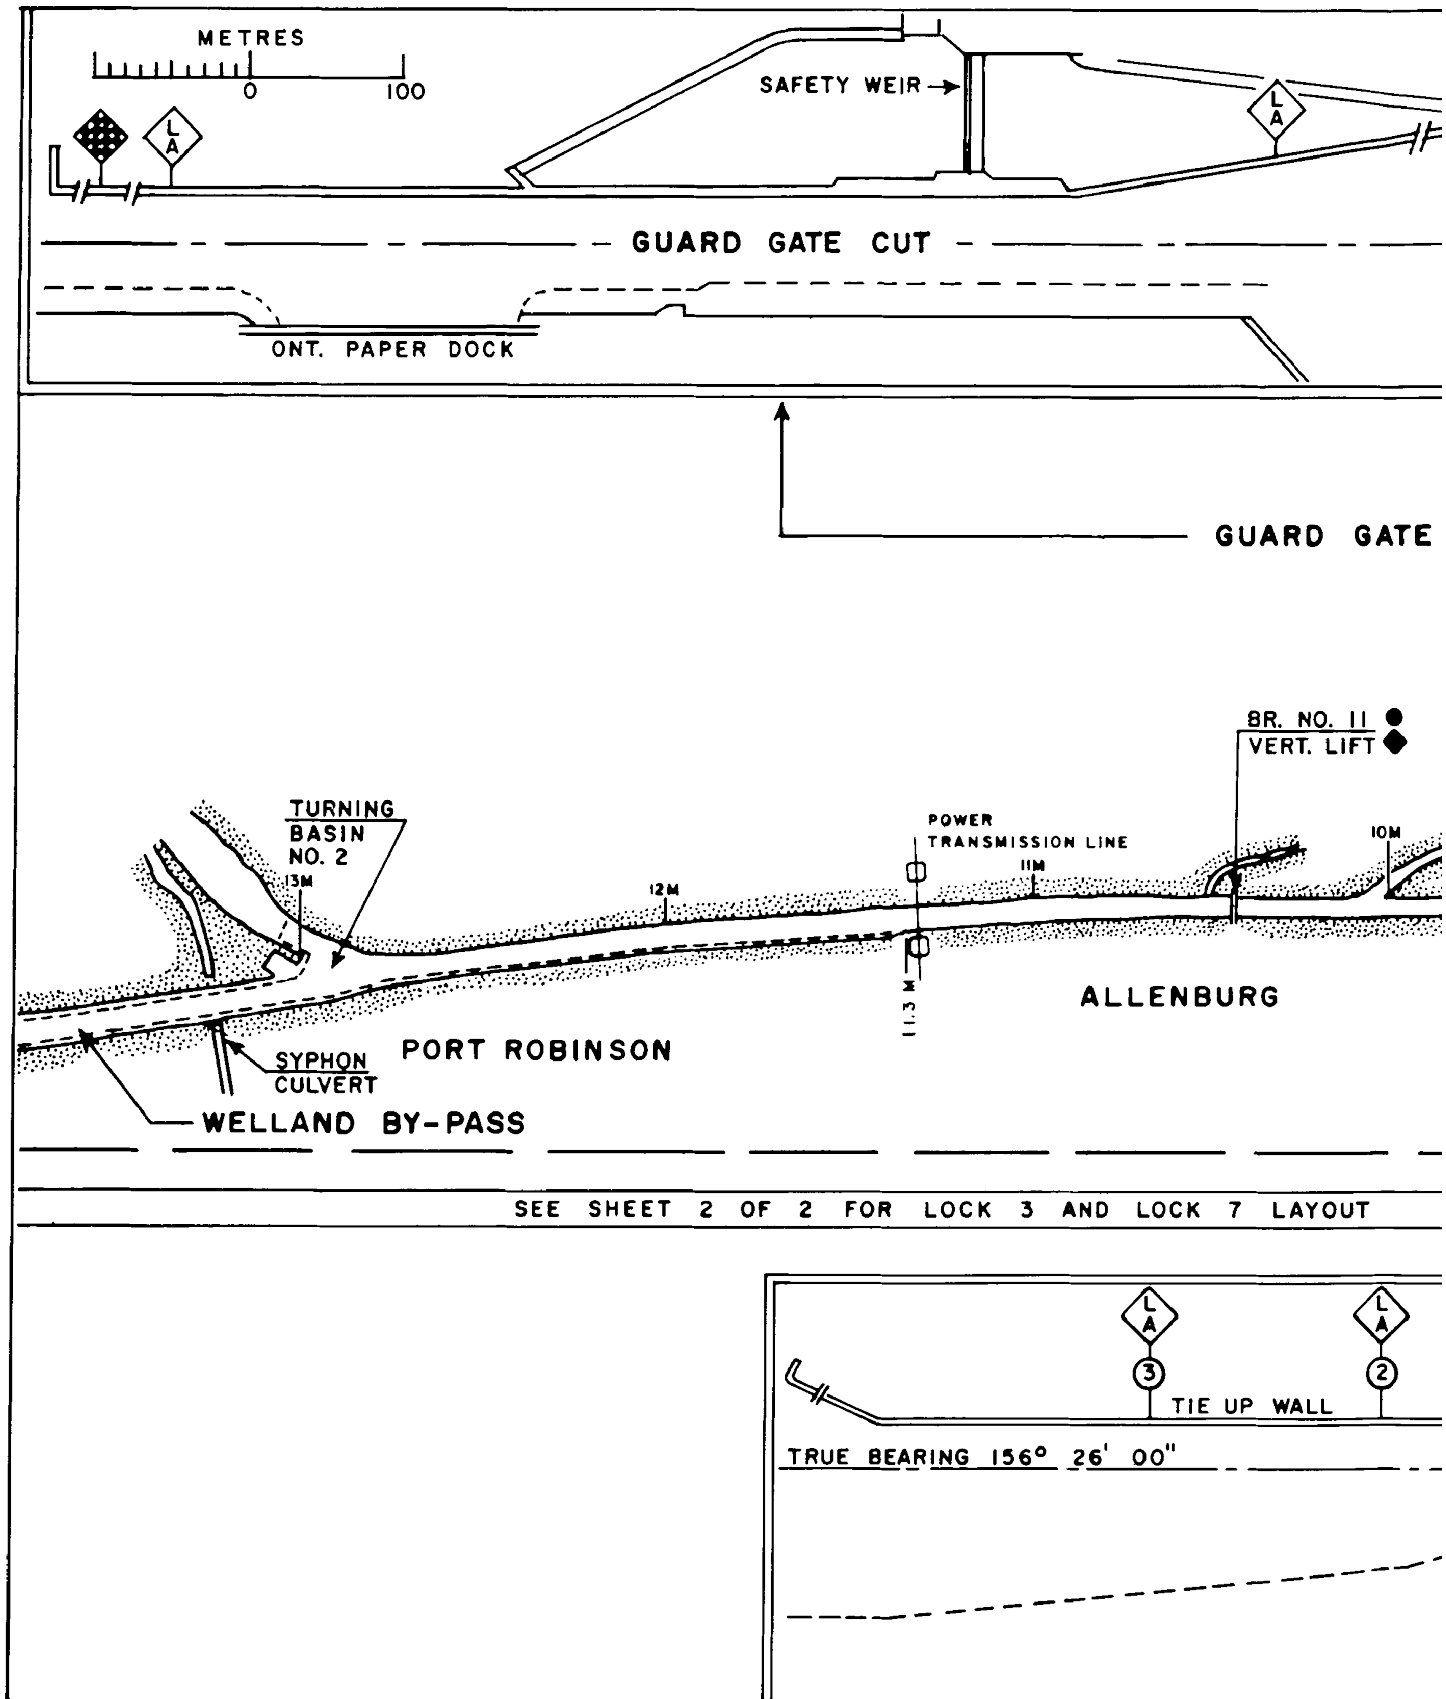 METRES
0
100
L
A
SAFETY WEIR
L
A
GUARD GATE CUT
ONT. PAPER DOCK
GUARD GATE
BR. NO. 11
VERT. LIFT
TURNING
BASIN
NO. 2
13M
12M
POWER
TRANSMISSION LINE
11M
10M
11.3 M
ALLENBURG
PORT ROBINSON
SYPHON
CULVERT
WELLAND BY-PASS
SEE SHEET 2 OF 2 FOR LOCK 3 AND LOCK 7 LAYOUT
L
A
3
L
A
2
TIE UP WALL
TRUE BEARING 156° 26' 00"